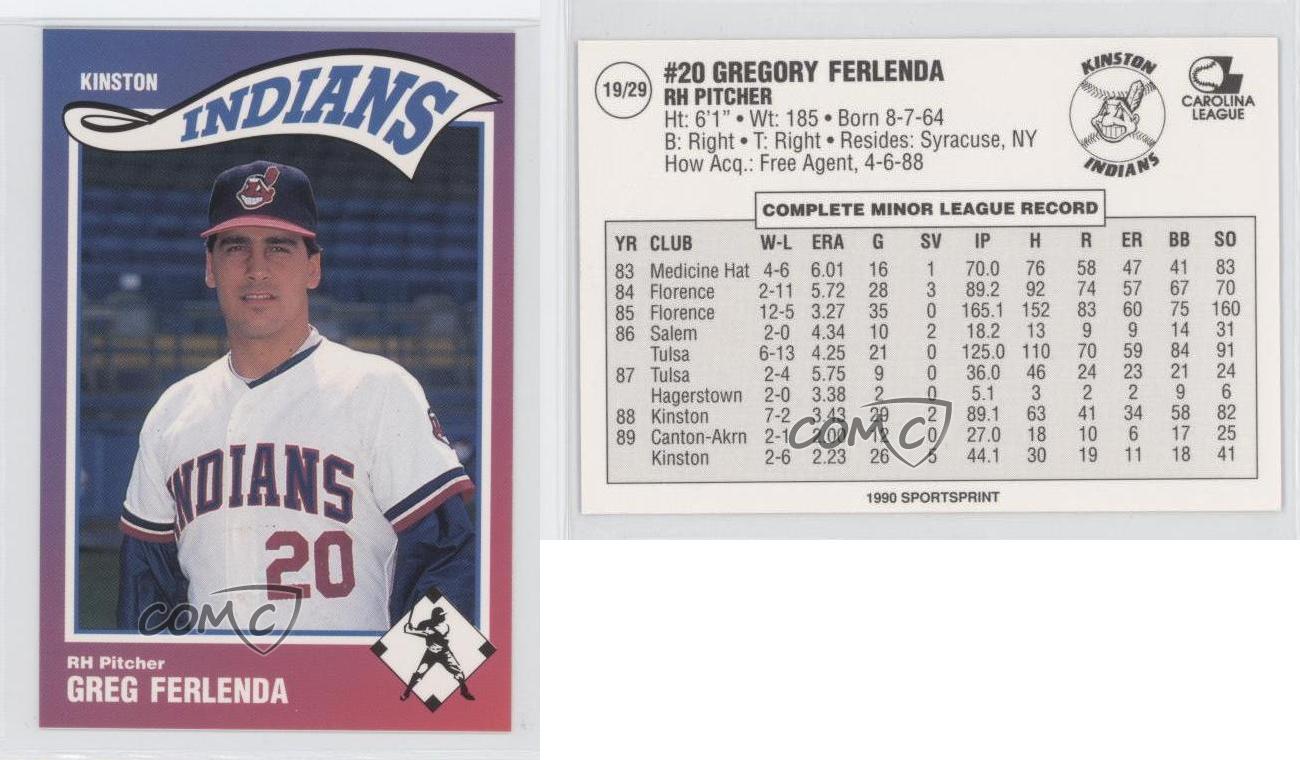 KINSTON
INDIANS
INDIANS
20
COMC
RH Pitcher
GREG FERLENDA
19/29
#20 GREGORY FERLENDA
RH PITCHER
Ht: 6'1" • Wt: 185 • Born 8-7-64
B: Right • T: Right • Resides: Syracuse, NY
How Acq.: Free Agent, 4-6-88
KINSTON
INDIANS
CAROLINA
LEAGUE
COMPLETE MINOR LEAGUE RECORD
YR CLUB W-L ERA G SV IP H R ER BB SO
83 Medicine Hat 4-6 6.01 16 1 70.0 76 58 47 41 83
84 Florence 2-11 5.72 28 3 89.2 92 74 57 67 70
85 Florence 12-5 3.27 35 0 165.1 152 83 60 75 160
86 Salem 2-0 4.34 10 2 18.2 13 9 9 14 31
Tulsa 6-13 4.25 21 0 125.0 110 70 59 84 91
87 Tulsa 2-4 5.75 9 0 36.0 46 24 23 21 24
Hagerstown 2-0 3.38 2 0 5.1 3 2 2 9 6
88 Kinston 7-2 3.43 20 2 89.1 63 41 34 58 82
89 Canton-Akrn 2-1 2.00 12 0 27.0 18 10 6 17 25
Kinston 2-6 2.23 26 5 44.1 30 19 11 18 41
COMC
1990 SPORTSPRINT